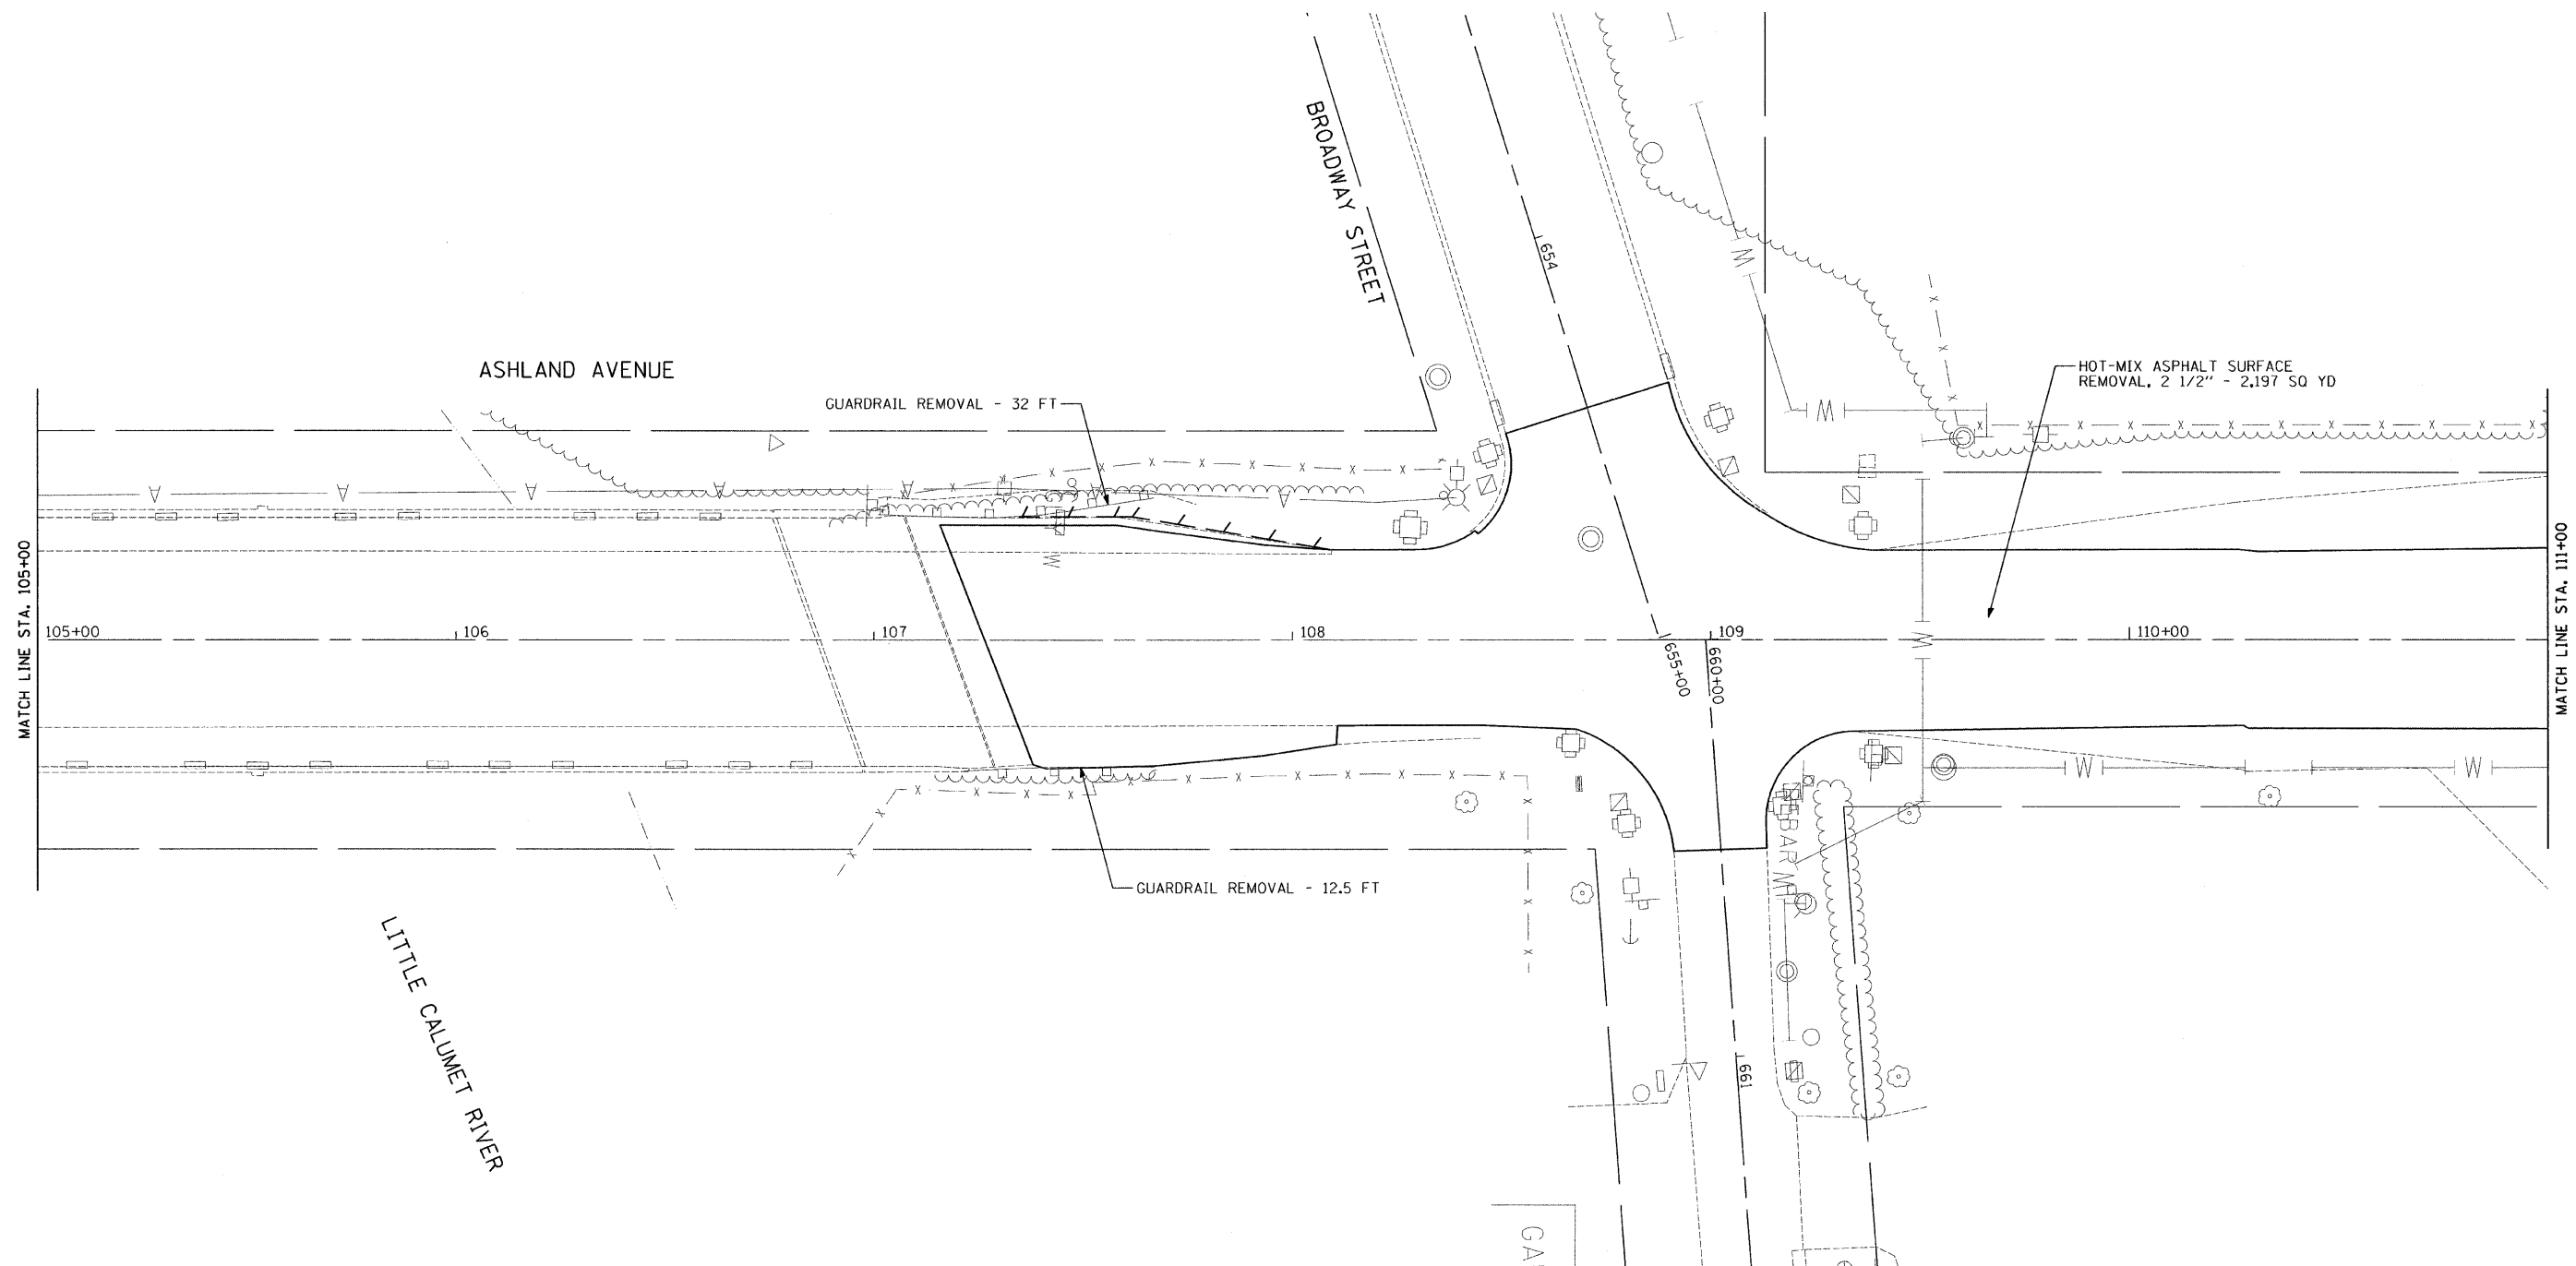 BROADWAY STREET
654
W
ASHLAND AVENUE
HOT-MIX ASPHALT SURFACE
REMOVAL, 2 1/2" - 2,197 SQ YD
GUARDRAIL REMOVAL - 32 FT
W
MATCH LINE STA. 105+00
MATCH LINE STA. 111+00
W
105+00
106
107
108
109
110+00
W
655+00
660+00
W
W
GUARDRAIL REMOVAL - 12.5 FT
LITTLE CALUMET RIVER
661